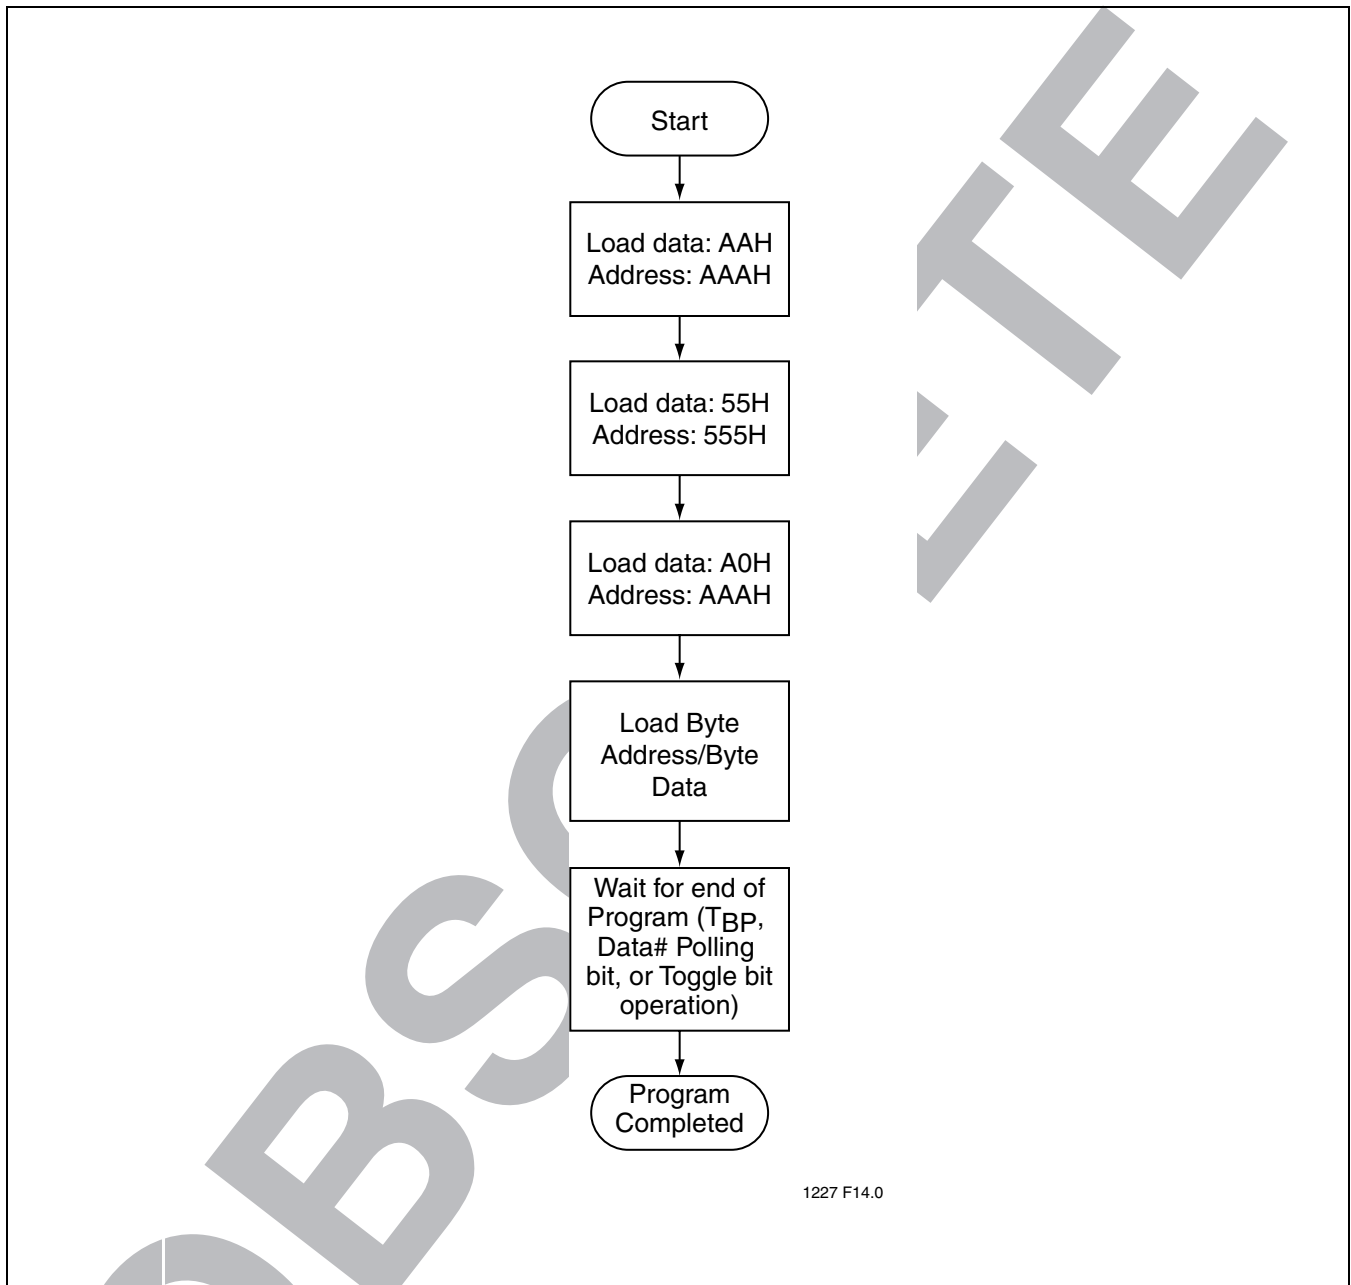 Start
Load data: AAH
Address: AAAH
Load data: 55H
Address: 555H
Load data: A0H
Address: AAAH
Load Byte
Address/Byte
Data
Wait for end of
Program (TBP,
Data# Polling
bit, or Toggle bit
operation)
Program
Completed
1227 F14.0